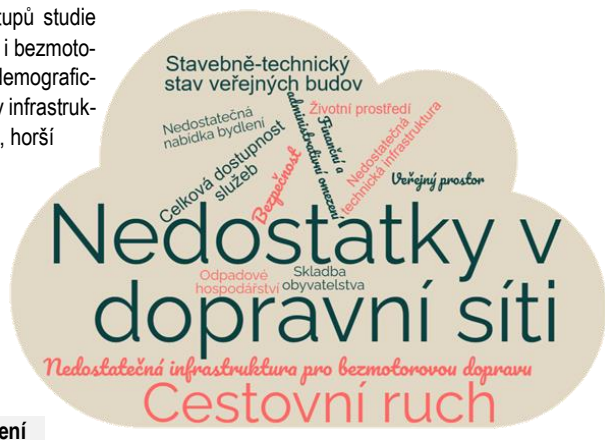 tupů studie
i bezmoto-
demografic-
y infrastruk-
, horší
Stavebně-technický
stav veřejných budov
Nedostatečná
nabídka bydlení
Celková dostupnost
služeb
Bezpečnost
Finanční a
administrativní omezení
Životní prostředí
Nedostatečná
technická infrastruktura
Veřejný prostor
Nedostatky v
dopravní síti
Odpadové
hospodářství
Skladba
obyvatelstva
Nedostatečná infrastruktura pro bezmotorovou dopravu
Cestovní ruch
ení